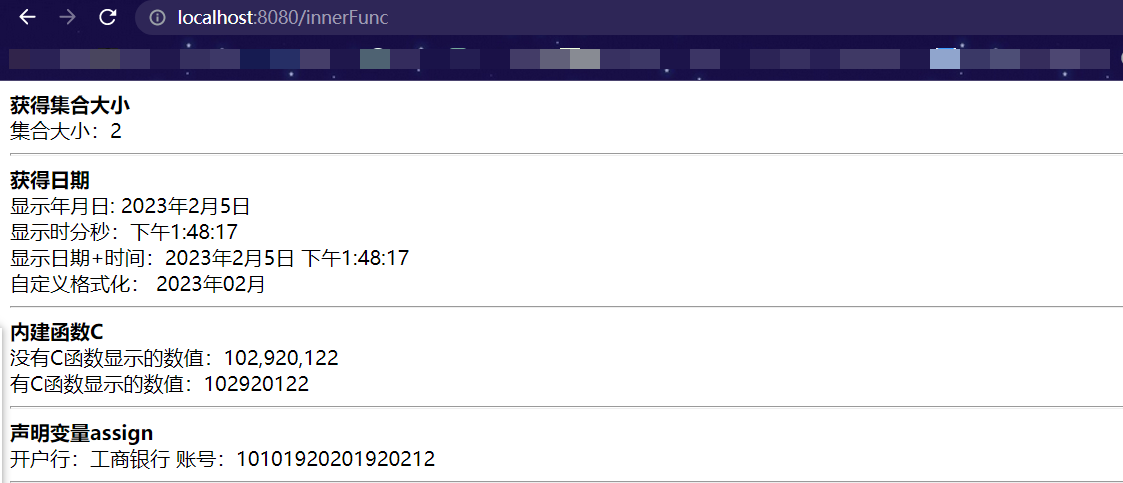 localhost:8080/innerFunc
获得集合大小
集合大小：2
获得日期
显示年月日: 2023年2月5日
显示时分秒：下午1:48:17
显示日期+时间：2023年2月5日 下午1:48:17
自定义格式化： 2023年02月
内建函数C
没有C函数显示的数值：102,920,122
有C函数显示的数值：102920122
声明变量assign
开户行：工商银行 账号：10101920201920212